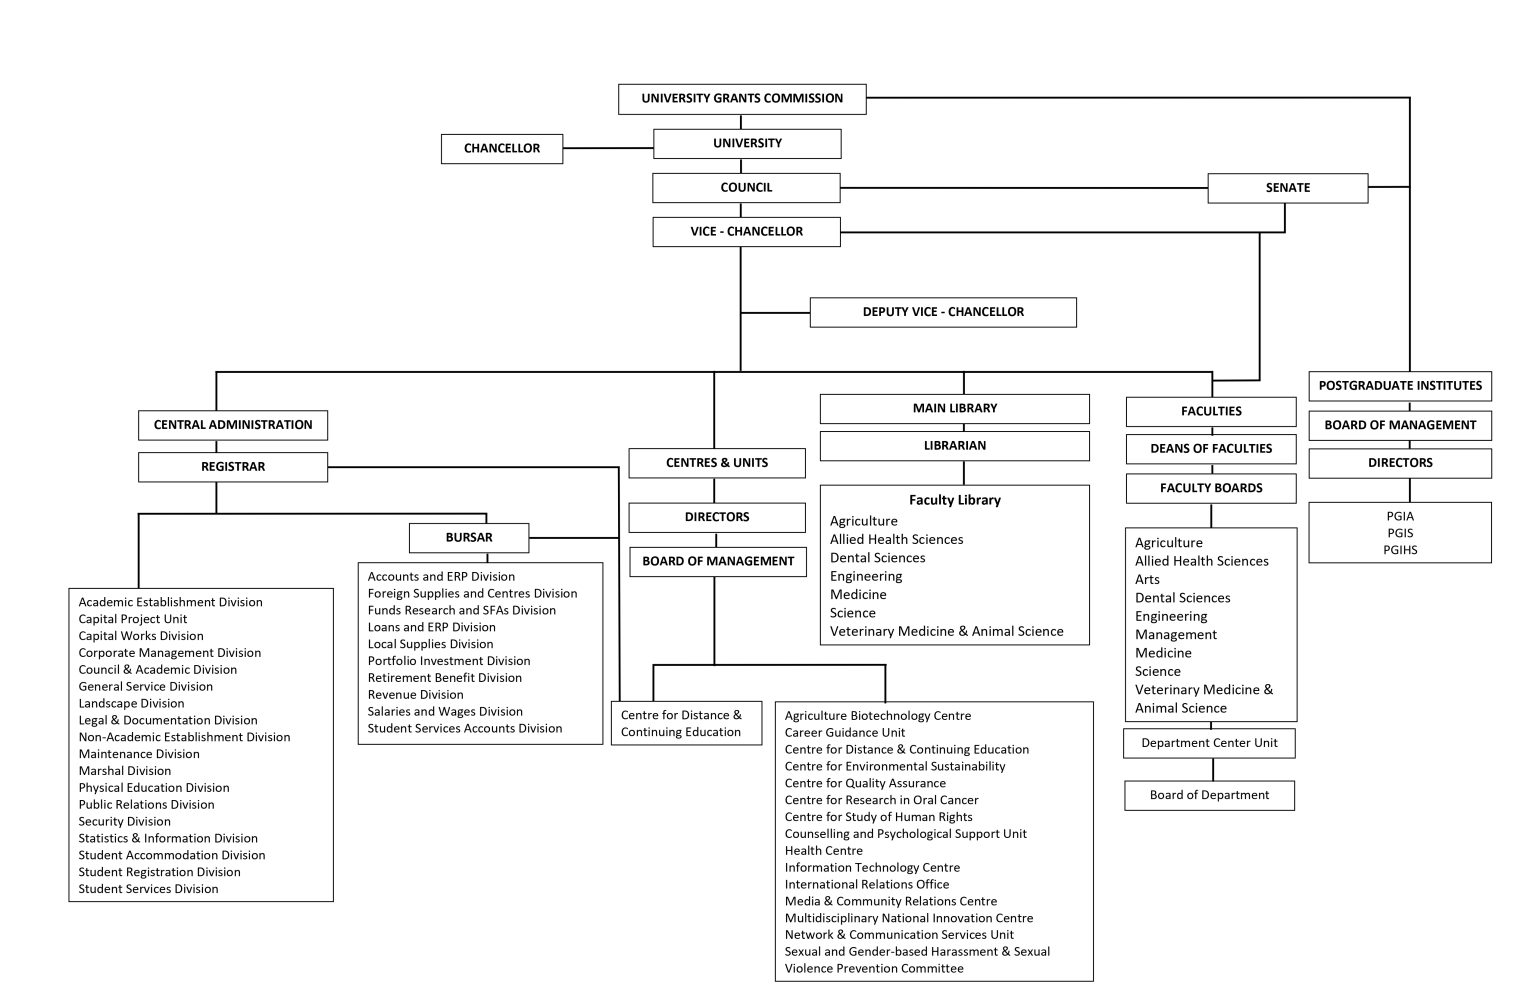 UNIVERSITY GRANTS COMMISSION
CHANCELLOR
UNIVERSITY
COUNCIL
SENATE
VICE - CHANCELLOR
DEPUTY VICE - CHANCELLOR
CENTRAL ADMINISTRATION
REGISTRAR
Academic Establishment Division
Capital Project Unit
Capital Works Division
Corporate Management Division
Council & Academic Division
General Service Division
Landscape Division
Legal & Documentation Division
Non-Academic Establishment Division
Maintenance Division
Marshal Division
Physical Education Division
Public Relations Division
Security Division
Statistics & Information Division
Student Accommodation Division
Student Registration Division
Student Services Division
BURSAR
Accounts and ERP Division
Foreign Supplies and Centres Division
Funds Research and SFAs Division
Loans and ERP Division
Local Supplies Division
Portfolio Investment Division
Retirement Benefit Division
Revenue Division
Salaries and Wages Division
Student Services Accounts Division
CENTRES & UNITS
DIRECTORS
BOARD OF MANAGEMENT
Centre for Distance &
Continuing Education
Agriculture Biotechnology Centre
Career Guidance Unit
Centre for Distance & Continuing Education
Centre for Environmental Sustainability
Centre for Quality Assurance
Centre for Research in Oral Cancer
Centre for Study of Human Rights
Counselling and Psychological Support Unit
Health Centre
Information Technology Centre
International Relations Office
Media & Community Relations Centre
Multidisciplinary National Innovation Centre
Network & Communication Services Unit
Sexual and Gender-based Harassment & Sexual
Violence Prevention Committee
MAIN LIBRARY
LIBRARIAN
Faculty Library
Agriculture
Allied Health Sciences
Dental Sciences
Engineering
Medicine
Science
Veterinary Medicine & Animal Science
FACULTIES
DEANS OF FACULTIES
FACULTY BOARDS
Agriculture
Allied Health Sciences
Arts
Dental Sciences
Engineering
Management
Medicine
Science
Veterinary Medicine &
Animal Science
Department Center Unit
Board of Department
POSTGRADUATE INSTITUTES
BOARD OF MANAGEMENT
DIRECTORS
PGIA
PGIS
PGIHS